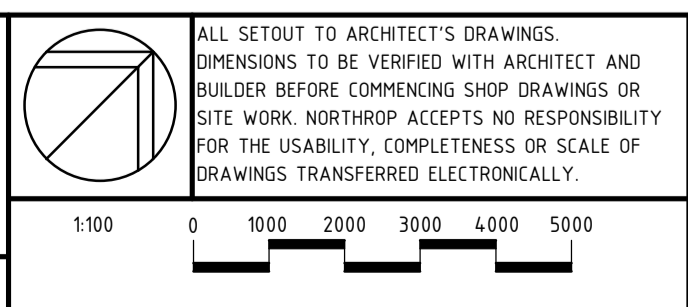 ALL SETOUT TO ARCHITECT'S DRAWINGS.
DIMENSIONS TO BE VERIFIED WITH ARCHITECT AND
BUILDER BEFORE COMMENCING SHOP DRAWINGS OR
SITE WORK. NORTHROP ACCEPTS NO RESPONSIBILITY
FOR THE USABILITY, COMPLETENESS OR SCALE OF
DRAWINGS TRANSFERRED ELECTRONICALLY.
1:100 0 1000 2000 3000 4000 5000